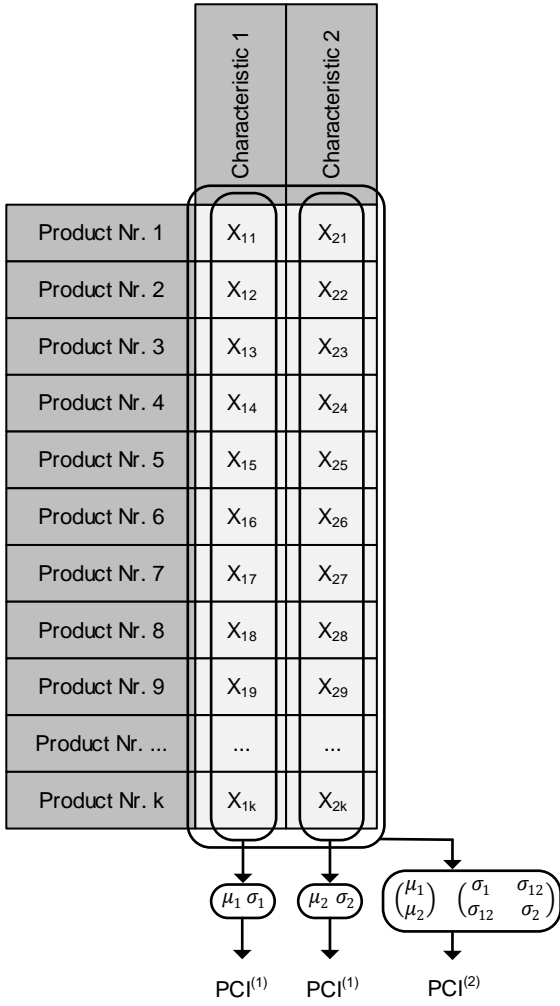 Characteristic 1 Characteristic 2
Product Nr. 1 X₁₁ X₂₁
Product Nr. 2 X₁₂ X₂₂
Product Nr. 3 X₁₃ X₂₃
Product Nr. 4 X₁₄ X₂₄
Product Nr. 5 X₁₅ X₂₅
Product Nr. 6 X₁₆ X₂₆
Product Nr. 7 X₁₇ X₂₇
Product Nr. 8 X₁₈ X₂₈
Product Nr. 9 X₁₉ X₂₉
Product Nr. ... ... ...
Product Nr. k X₁ₖ X₂ₖ
μ₁ σ₁ μ₂ σ₂ (μ₁ μ₂) (σ₁ σ₁₂ σ₁₂ σ₂)
PCI⁽¹⁾ PCI⁽¹⁾ PCI⁽²⁾